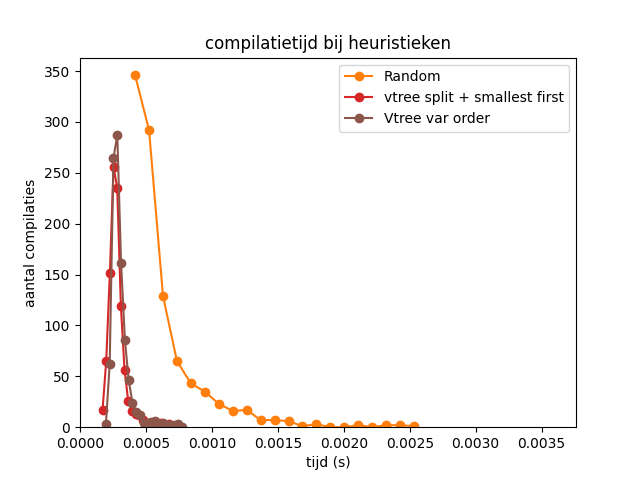 compilatietijd bij heuristieken
Random
vtree split + smallest first
Vtree var order
aantal compilaties
350
300
250
200
150
100
50
0
0.0000 0.0005 0.0010 0.0015 0.0020 0.0025 0.0030 0.0035
tijd (s)